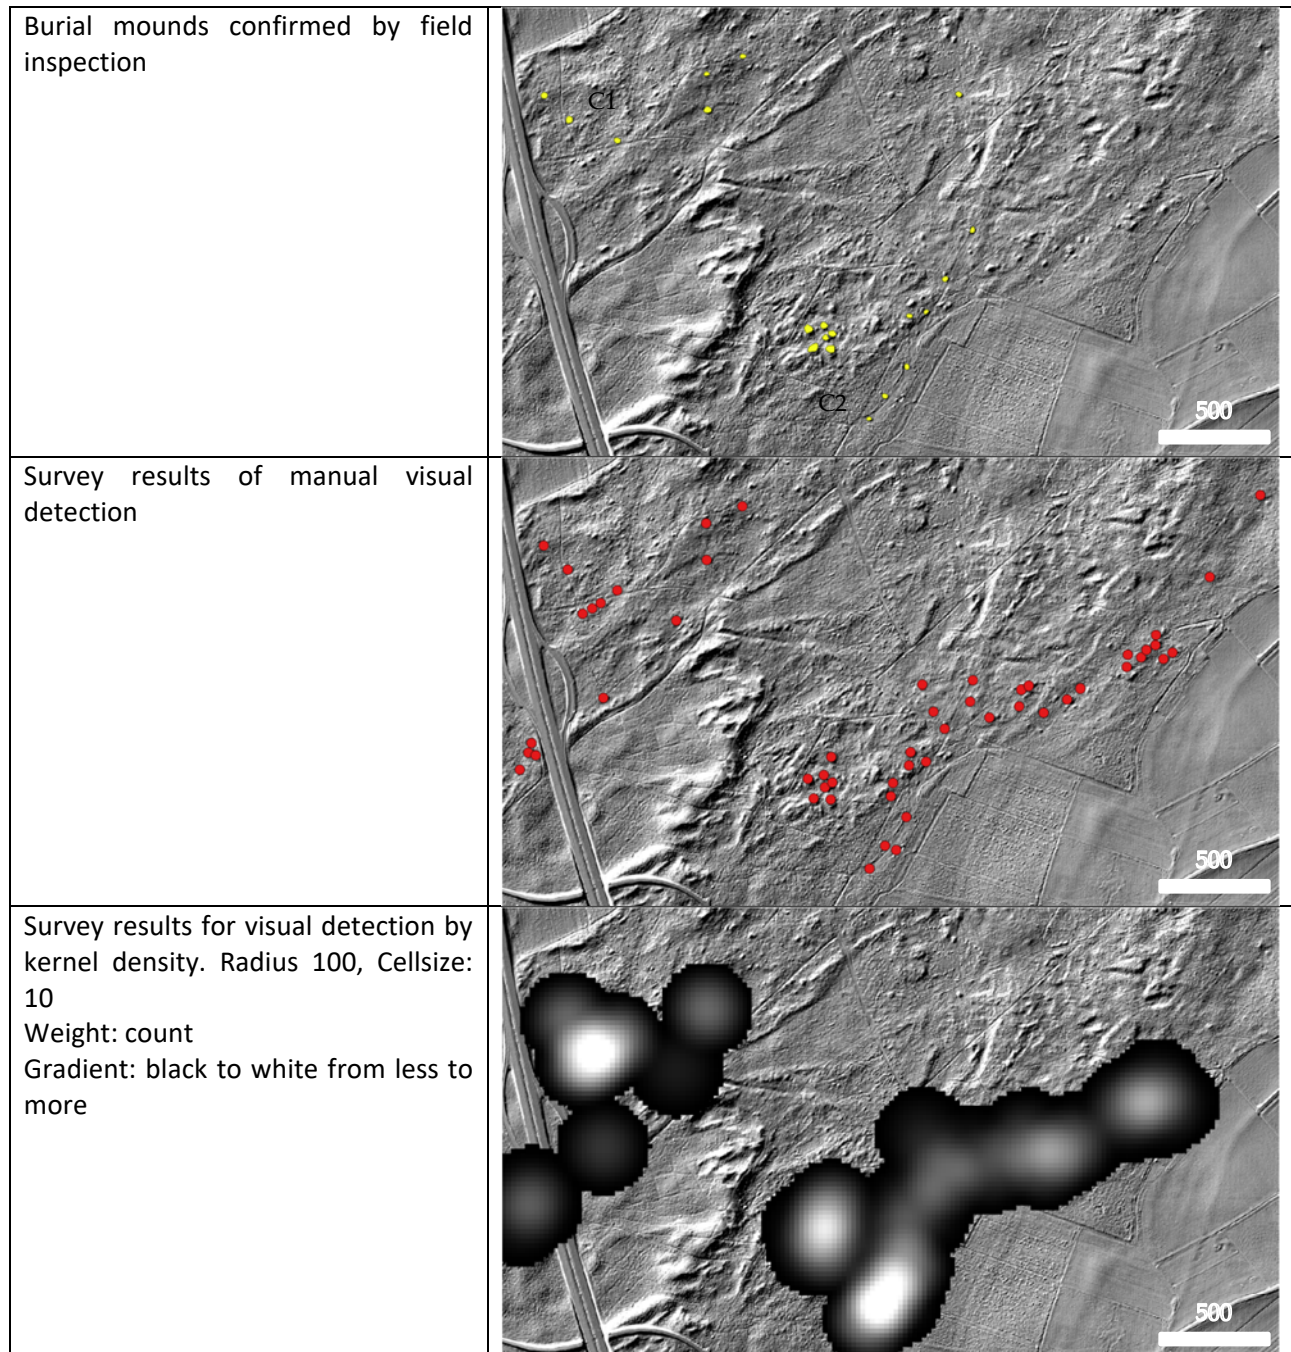 Burial mounds confirmed by field
inspection
C1
C2
500
Survey results of manual visual
detection
500
Survey results for visual detection by
kernel density. Radius 100, Cellsize:
10
Weight: count
Gradient: black to white from less to
more
500